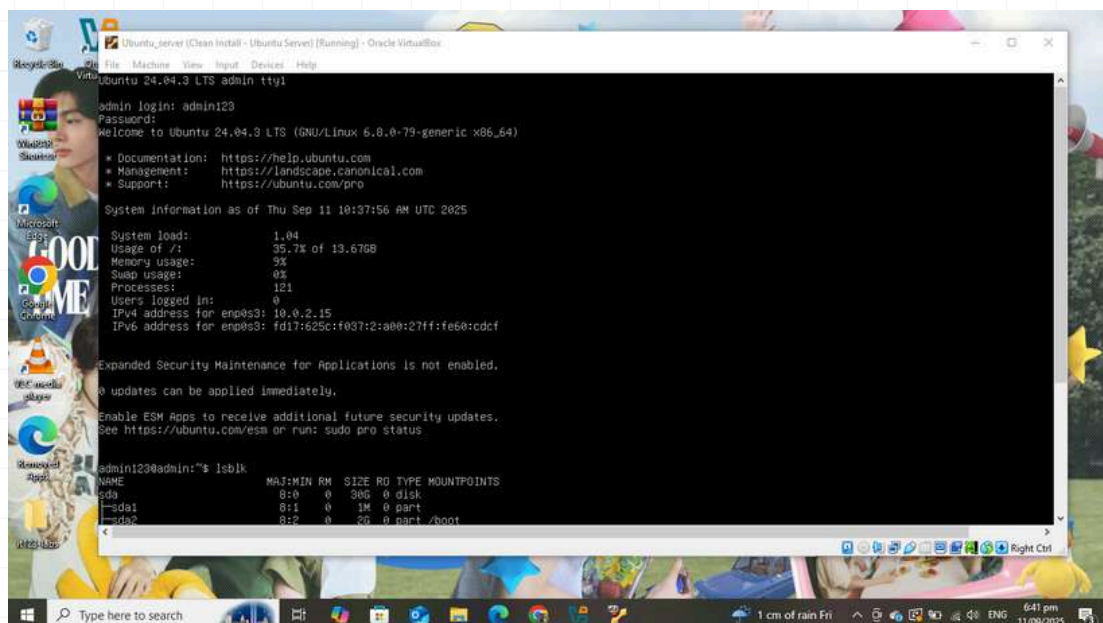 Recycle Bin
Ubuntu_server (Clean Install - Ubuntu Server) [Running] - Oracle VirtualBox
File Machine View Input Devices Help
Ubuntu 24.04.3 LTS admin tty1
admin login: admin123
Password:
Welcome to Ubuntu 24.04.3 LTS (GNU/Linux 6.8.0-79-generic x86_64)
* Documentation: https://help.ubuntu.com
* Management: https://landscape.canonical.com
* Support: https://ubuntu.com/pro
System information as of Thu Sep 11 10:37:56 AM UTC 2025
System load: 1.04
Usage of /: 35.7% of 13.67GB
Memory usage: 9%
Swap usage: 0%
Processes: 121
Users logged in: 0
IPv4 address for enp0s3: 10.0.2.15
IPv6 address for enp0s3: fd17:625c:f037:2:a00:27ff:fe60:cdcf
Expanded Security Maintenance for Applications is not enabled.
0 updates can be applied immediately.
Enable ESM Apps to receive additional future security updates.
See https://ubuntu.com/esm or run: sudo pro status
admin123@admin:~$ lsblk
NAME MAJ:MIN RM SIZE RO TYPE MOUNTPOINTS
sda 8:0 0 30G 0 disk
├─sda1 8:1 0 1M 0 part
├─sda2 8:2 0 2G 0 part /boot
Right Ctrl
WinRAR
Shortcut
Microsoft
Edge
GOOD
TIME
Google
Chrome
VLC media
player
Removed
Apps
Type here to search
1 cm of rain Fri
ENG
6:41 pm
11/09/2025